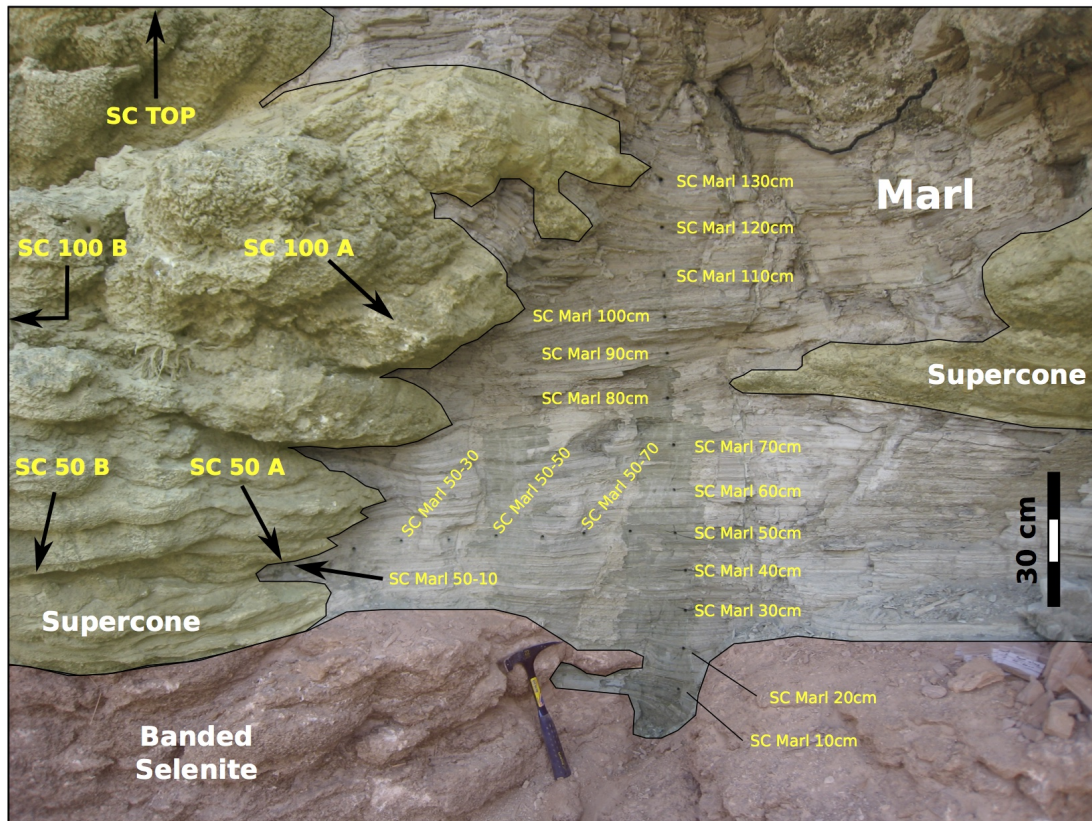 SC TOP
SC Marl 130cm
Marl
SC Marl 120cm
SC 100 B
SC 100 A
SC Marl 110cm
SC Marl 100cm
SC Marl 90cm
Supercone
SC Marl 80cm
SC Marl 70cm
SC 50 B
SC 50 A
SC Marl 50-30
SC Marl 50-50
SC Marl 50-70
SC Marl 60cm
SC Marl 50cm
30 cm
SC Marl 40cm
SC Marl 50-10
SC Marl 30cm
Supercone
SC Marl 20cm
Banded
Selenite
SC Marl 10cm